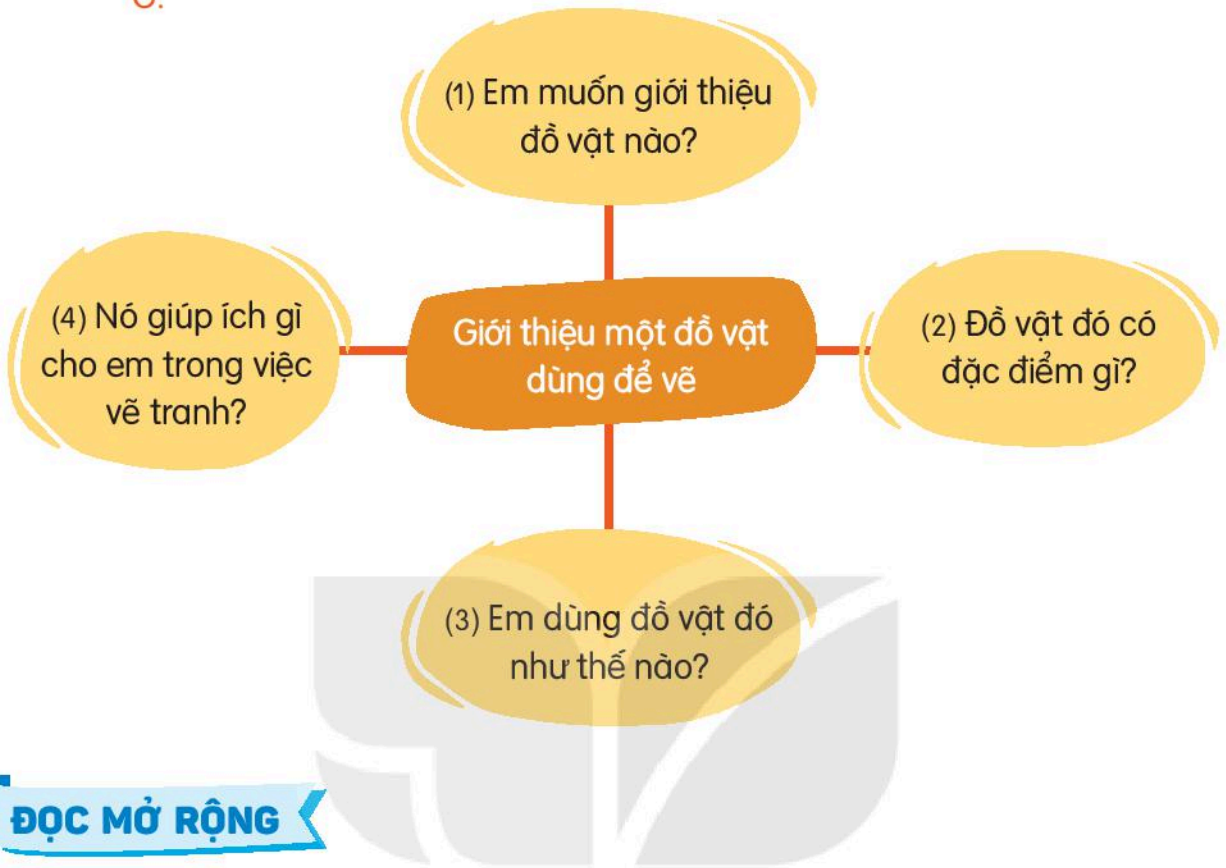 (1) Em muốn giới thiệu
đồ vật nào?
Giới thiệu một đồ vật
dùng để vẽ
(2) Đồ vật đó có
đặc điểm gì?
(3) Em dùng đồ vật đó
như thế nào?
(4) Nó giúp ích gì
cho em trong việc
vẽ tranh?
ĐỌC MỞ RỘNG